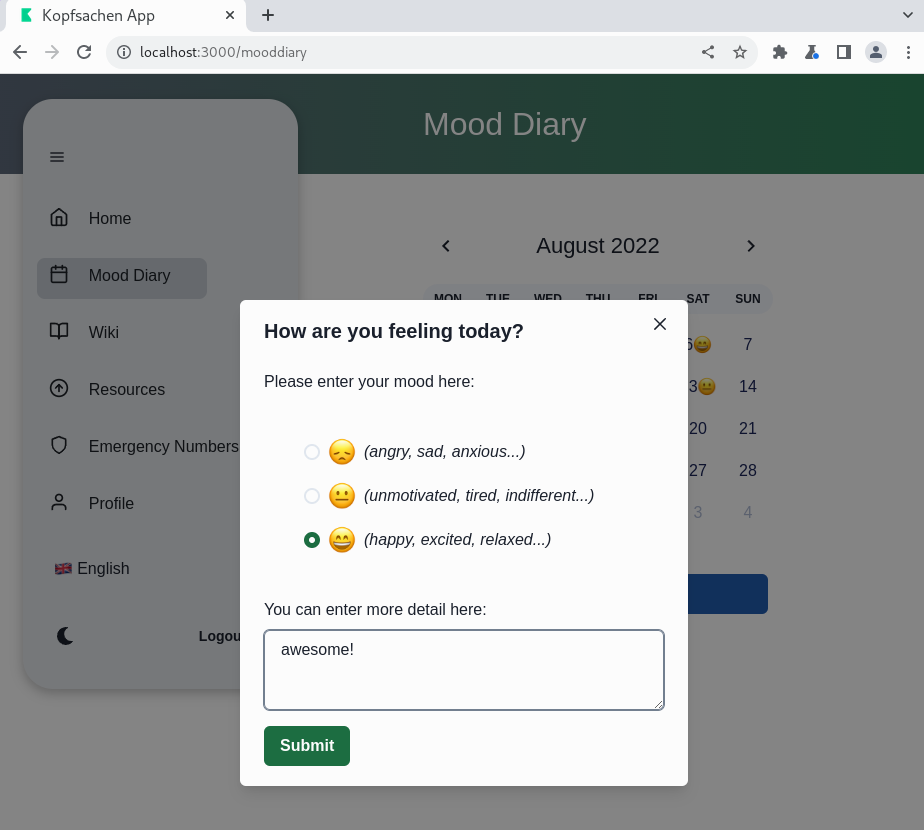 Kopfsachen App
localhost:3000/mooddiary
Mood Diary
Home
Mood Diary
Wiki
Resources
Emergency Numbers
Profile
🇬🇧 English
Logou
August 2022
MON TUE WED THU FRI SAT SUN
6😄 7
3😐 14
20 21
27 28
3 4
How are you feeling today?
Please enter your mood here:
😞 (angry, sad, anxious...)
😐 (unmotivated, tired, indifferent...)
😄 (happy, excited, relaxed...)
You can enter more detail here:
awesome!
Submit